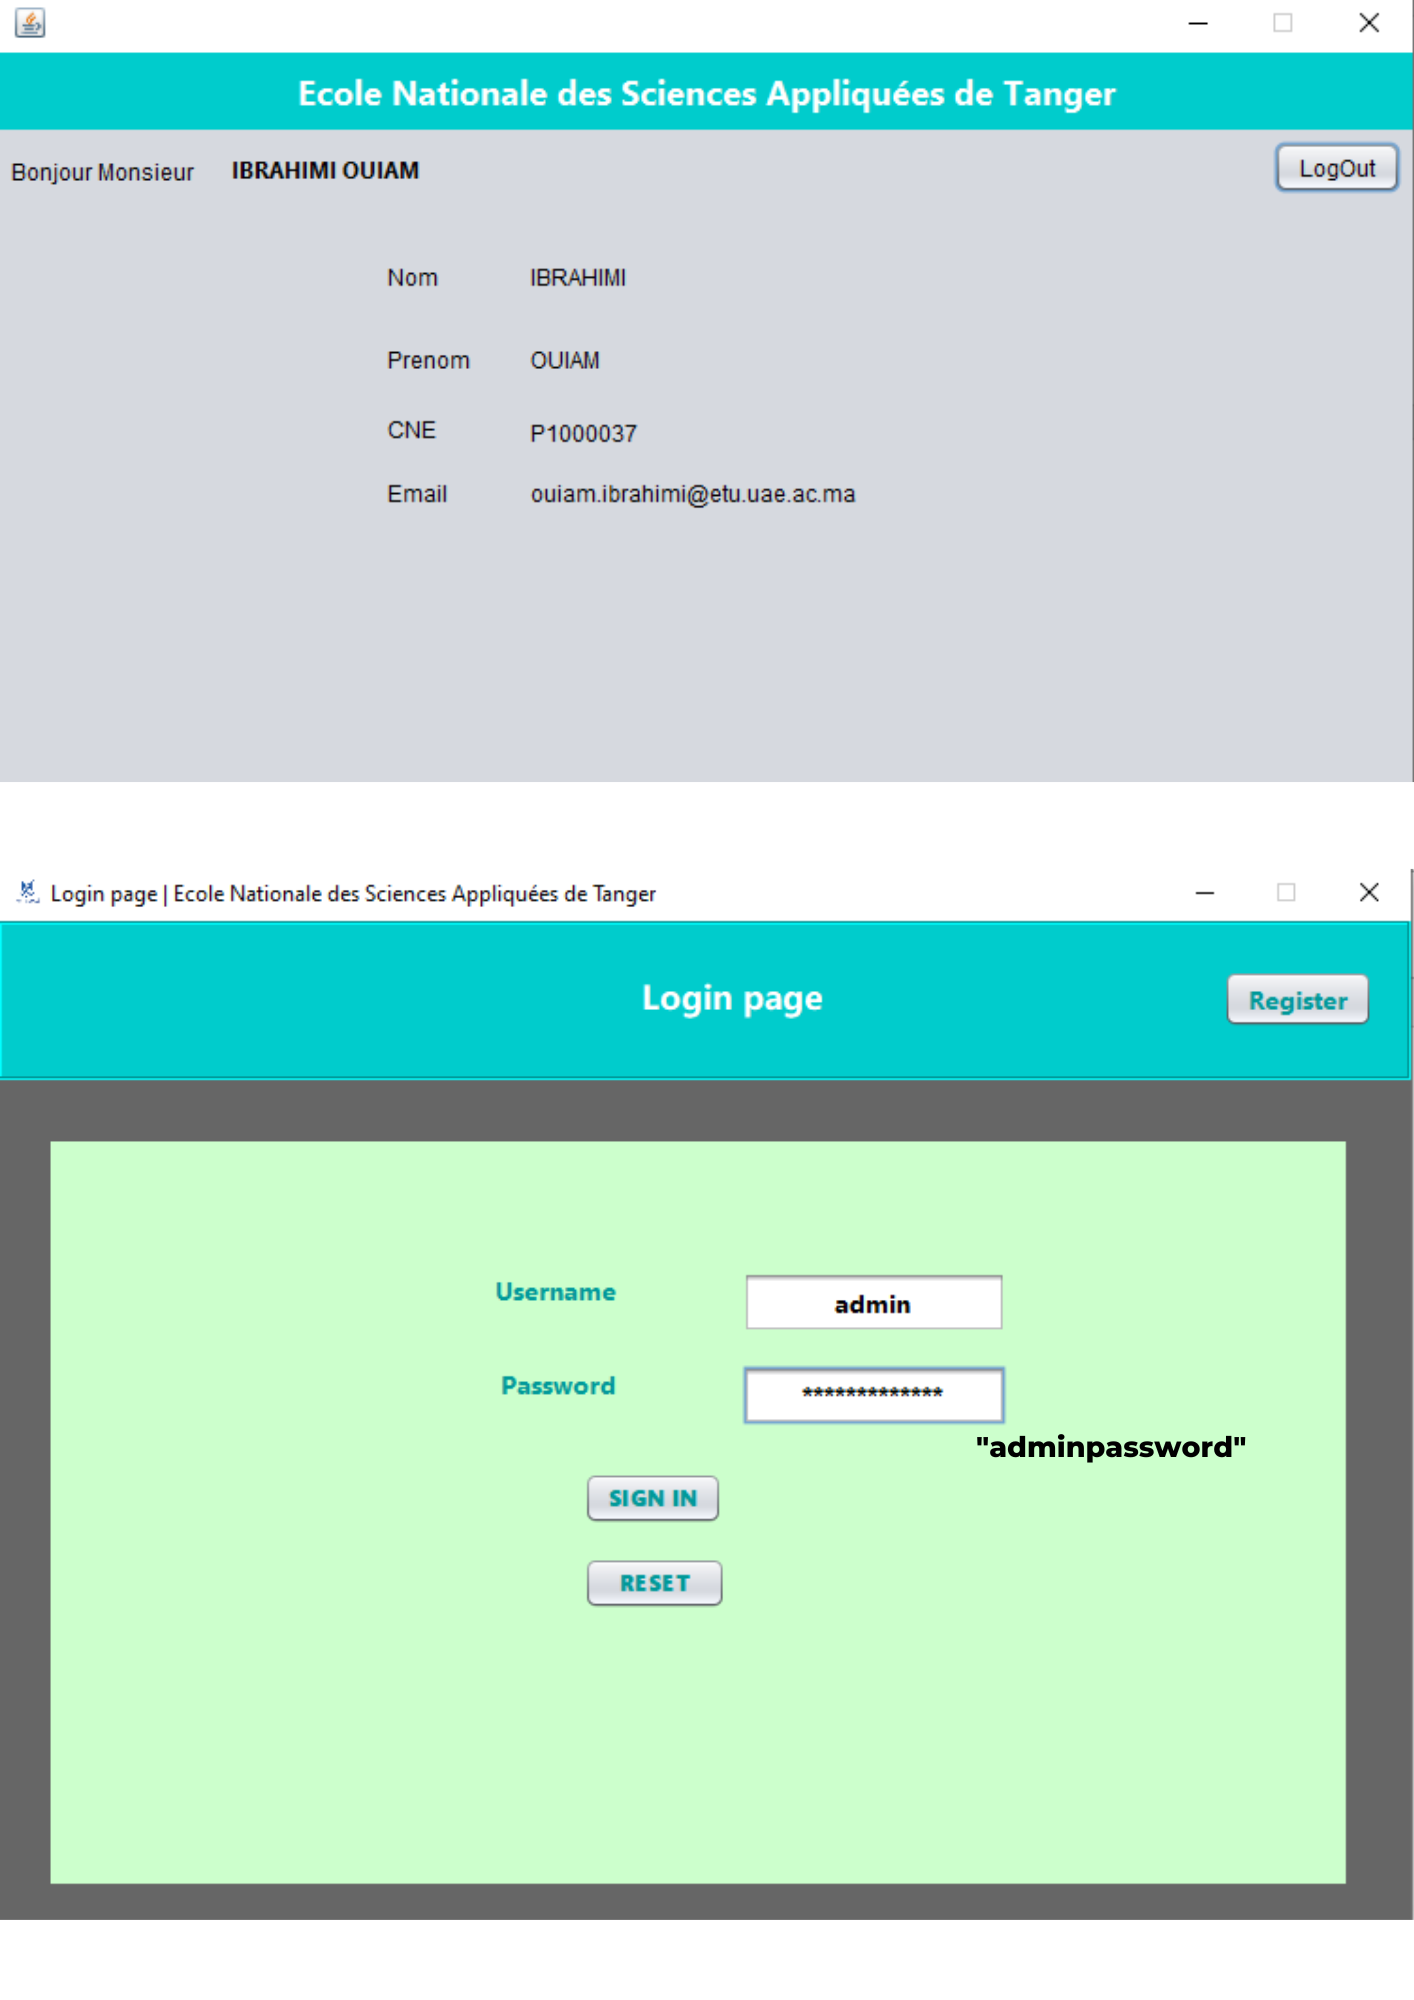 Ecole Nationale des Sciences Appliquées de Tanger
Bonjour Monsieur IBRAHIMI OUIAM LogOut
Nom IBRAHIMI
Prenom OUIAM
CNE P1000037
Email ouiam.ibrahimi@etu.uae.ac.ma
Login page | Ecole Nationale des Sciences Appliquées de Tanger
Login page Register
Username admin
Password *************
"adminpassword"
SIGN IN
RESET